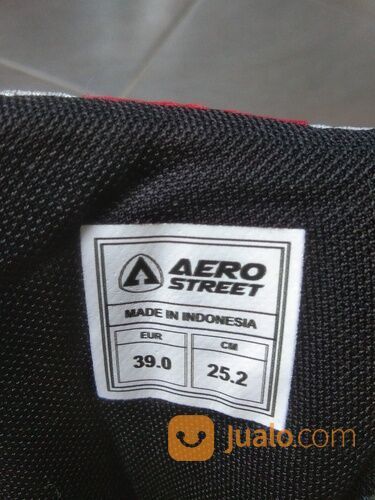 AERO
STREET
MADE IN INDONESIA
EUR
39.0
CM
25.2
Jualo.com